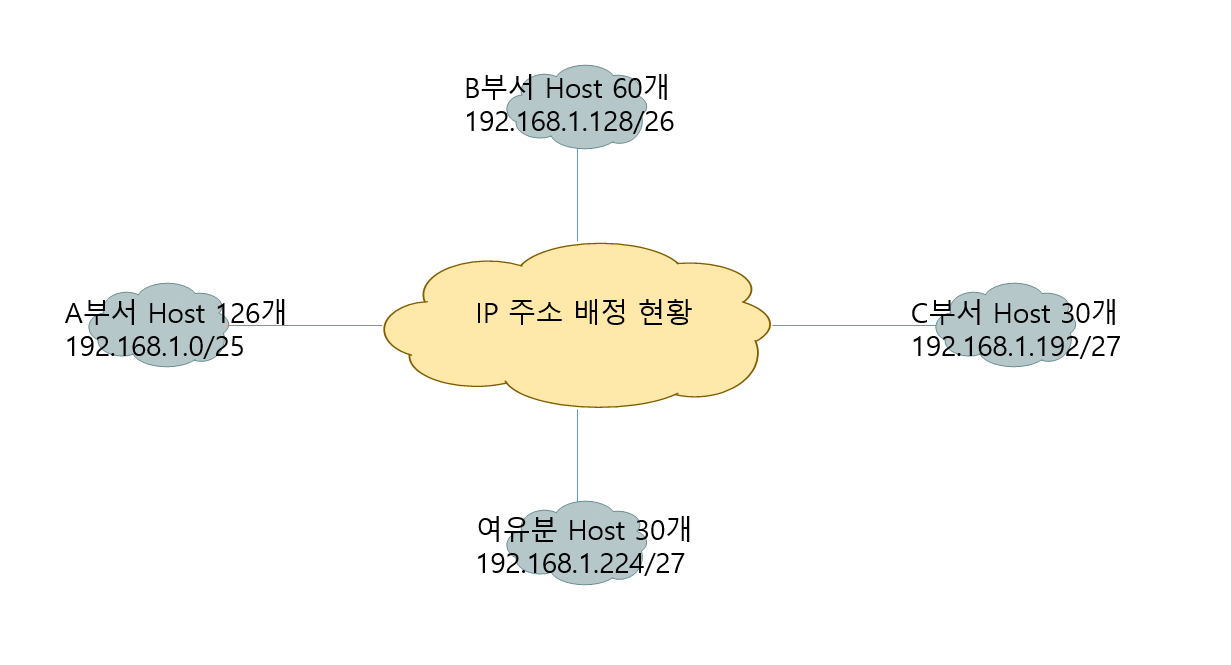 B부서 Host 60개
192.168.1.128/26
IP 주소 배정 현황
A부서 Host 126개
192.168.1.0/25
C부서 Host 30개
192.168.1.192/27
여유분 Host 30개
192.168.1.224/27